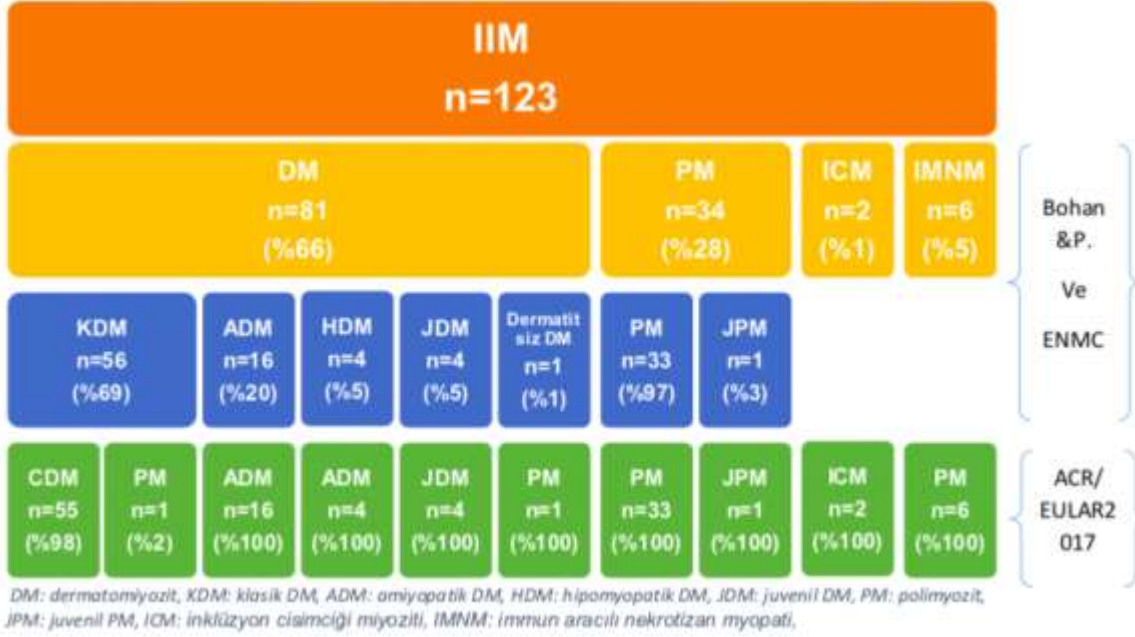 IIM
n=123
DM
n=81
(%66)
PM
n=34
(%28)
ICM
n=2
(%1)
IMNM
n=6
(%5)
Bohan
&P.
Ve
ENMC
KDM
n=56
(%69)
ADM
n=16
(%20)
HDM
n=4
(%5)
JDM
n=4
(%5)
Dermatit
siz DM
n=1
(%1)
PM
n=33
(%97)
JPM
n=1
(%3)
CDM
n=55
(%98)
PM
n=1
(%2)
ADM
n=16
(%100)
ADM
n=4
(%100)
JDM
n=4
(%100)
PM
n=1
(%100)
PM
n=33
(%100)
JPM
n=1
(%100)
ICM
n=2
(%100)
PM
n=6
(%100)
ACR/
EULAR2
017
DM: dermatomiyozit, KDM: klasik DM, ADM: amiyopatik DM, HDM: hipomyopatik DM, JDM: juvenil DM, PM: polimyozit,
JPM: juvenil PM, ICM: inklüzyon cisimciği miyoziti, IMNM: immun aracılı nekrotizan myopati,